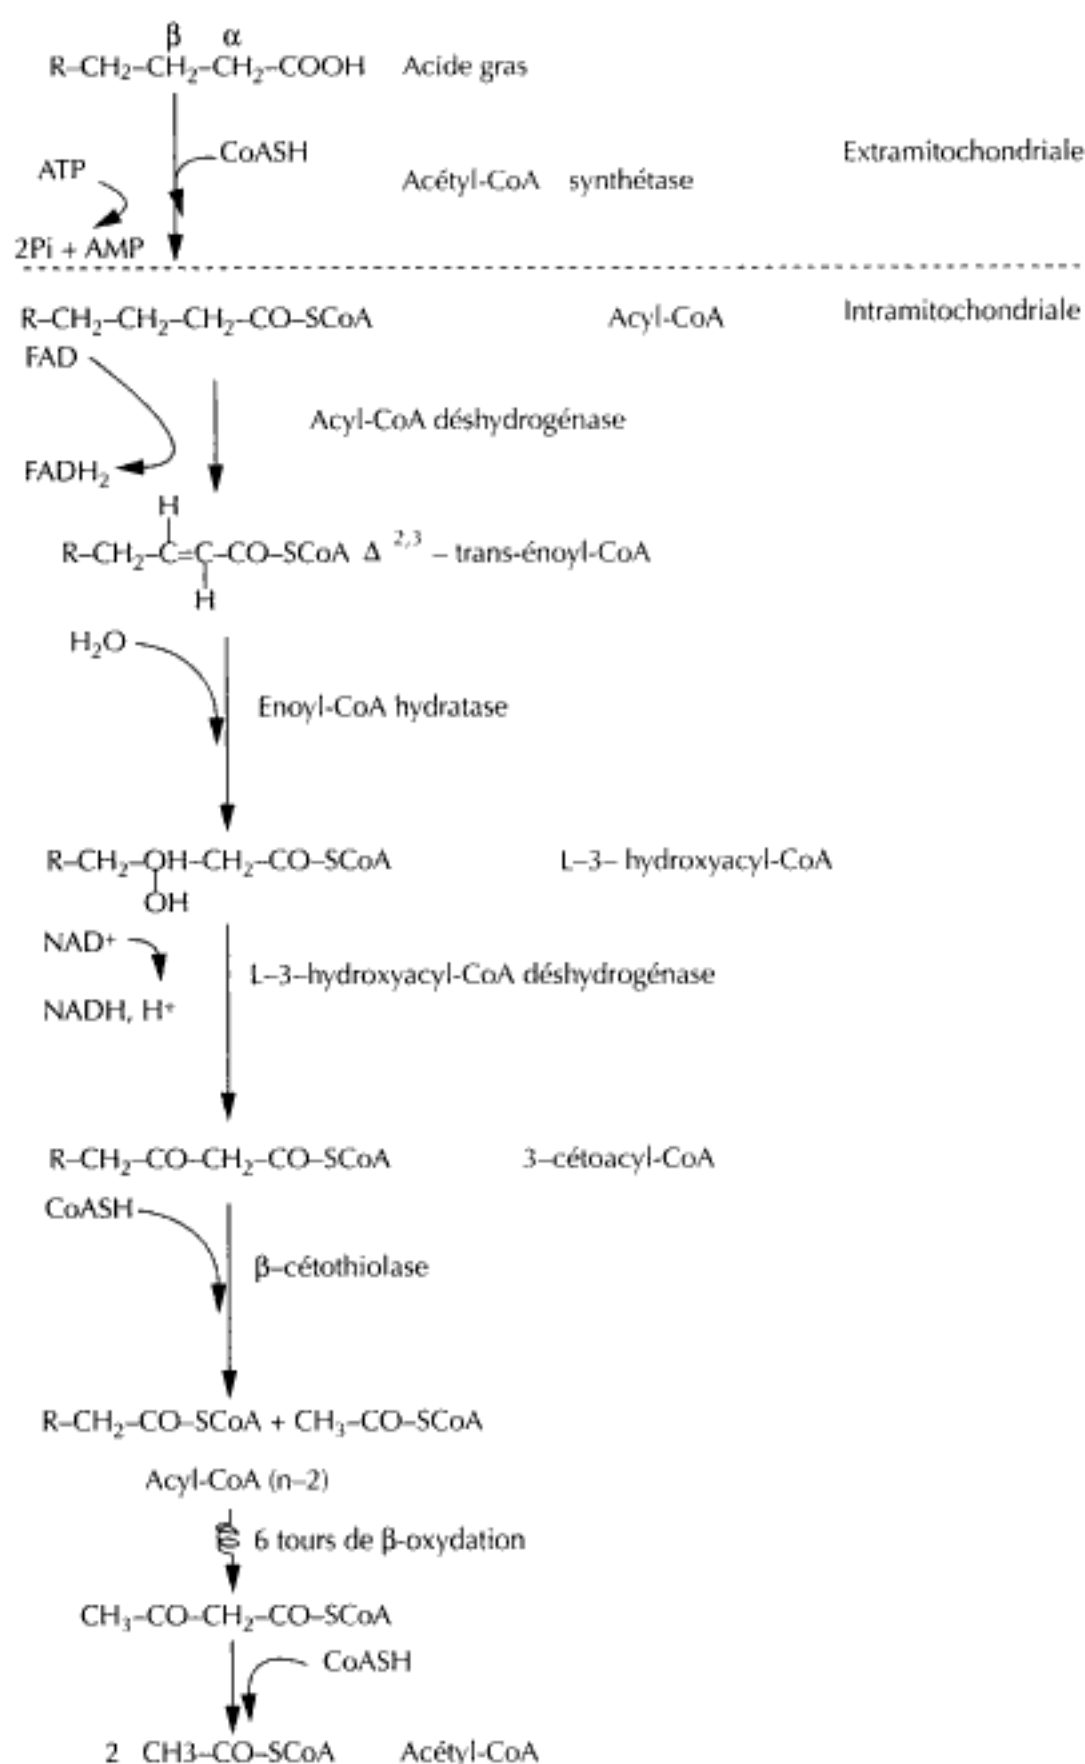 β α
R–CH₂–CH₂–CH₂–COOH Acide gras
CoASH
Extramitochondriale
ATP
Acétyl-CoA synthétase
2Pi + AMP
R–CH₂–CH₂–CH₂–CO–SCoA Acyl-CoA Intramitochondriale
FAD
Acyl-CoA déshydrogénase
FADH₂
H
R–CH₂–C=C–CO–SCoA Δ ²,³ – trans-énoyl-CoA
H
H₂O
Enoyl-CoA hydratase
R–CH₂–OH–CH₂–CO–SCoA L–3– hydroxyacyl-CoA
OH
NAD⁺
L–3–hydroxyacyl-CoA déshydrogénase
NADH, H⁺
R–CH₂–CO–CH₂–CO–SCoA 3–cétoacyl-CoA
CoASH
β–cétothiolase
R–CH₂–CO–SCoA + CH₃–CO–SCoA
Acyl-CoA (n–2)
6 tours de β-oxydation
CH₃–CO–CH₂–CO–SCoA
CoASH
2 CH3–CO–SCoA Acétyl-CoA